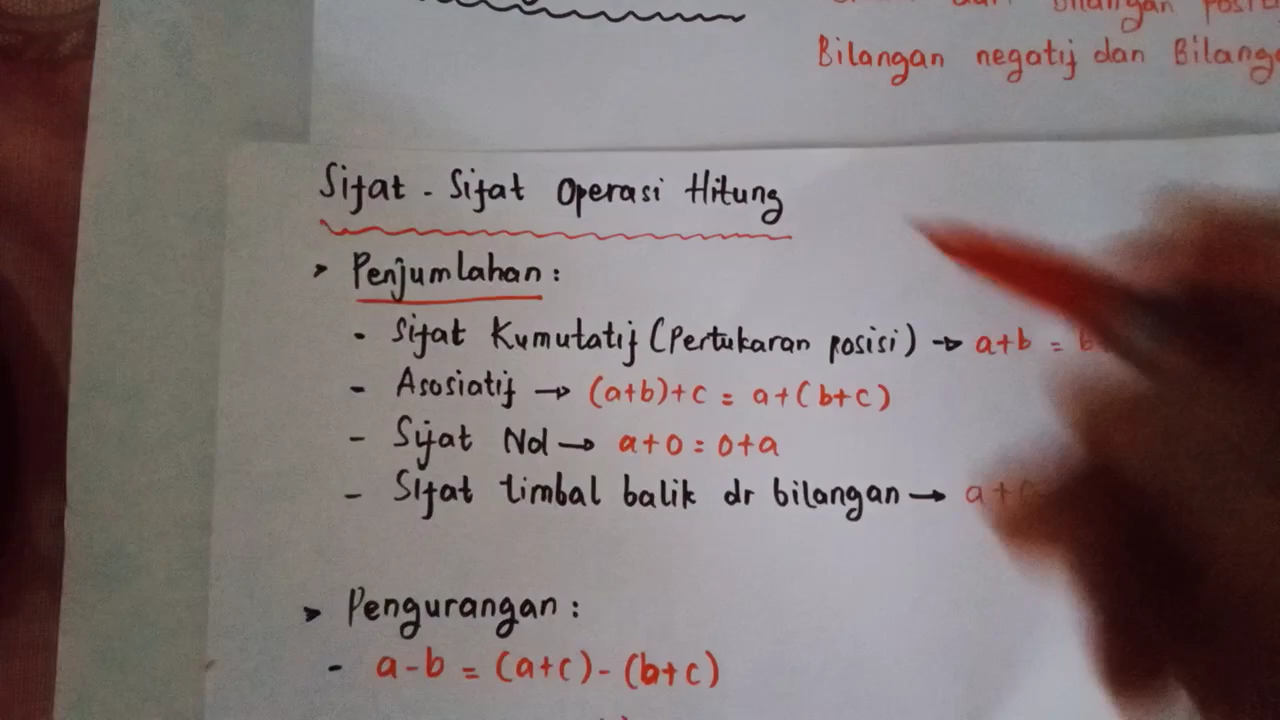 Bilangan
Bilangan negatif dan
Sifat - Sifat Operasi Hitung
> Penjumlahan :
- Sifat Kumutatif (Pertukaran posisi) → a+b =
- Asosiatif → (a+b)+c = a+(b+c)
- Sifat Nol → a+0 = 0+a
- Sifat timbal balik dr bilangan → a+(
> Pengurangan :
- a-b = (a+c)-(b+c)